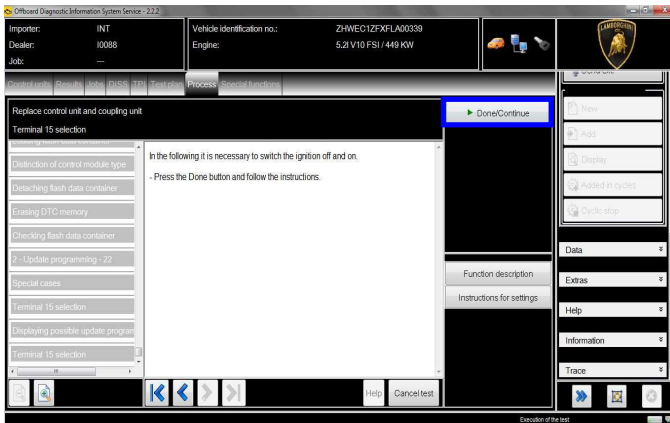 Offboard Diagnostic Information System Service - 2.2.2
Importer: INT
Dealer: I0088
Job: ---
Vehicle identification no.: ZHWEC1ZFXFLA00339
Engine: 5.2l V10 FSI / 449 KW
LAMBORGHINI
Control units Results Jobs DISS TPI Test plan Process Special functions
Replace control unit and coupling unit
Terminal 15 selection
Done/Continue
Distinction of control module type
Detaching flash data container
Erasing DTC memory
Checking flash data container
2 - Update programming - 22
Special cases
Terminal 15 selection
Displaying possible update program
Terminal 15 selection
In the following it is necessary to switch the ignition off and on.
- Press the Done button and follow the instructions.
Function description
Instructions for settings
Help
Cancel test
New
Add
Display
Added in cycles
Cyclic stop
Data
Extras
Help
Information
Trace
Execution of the test